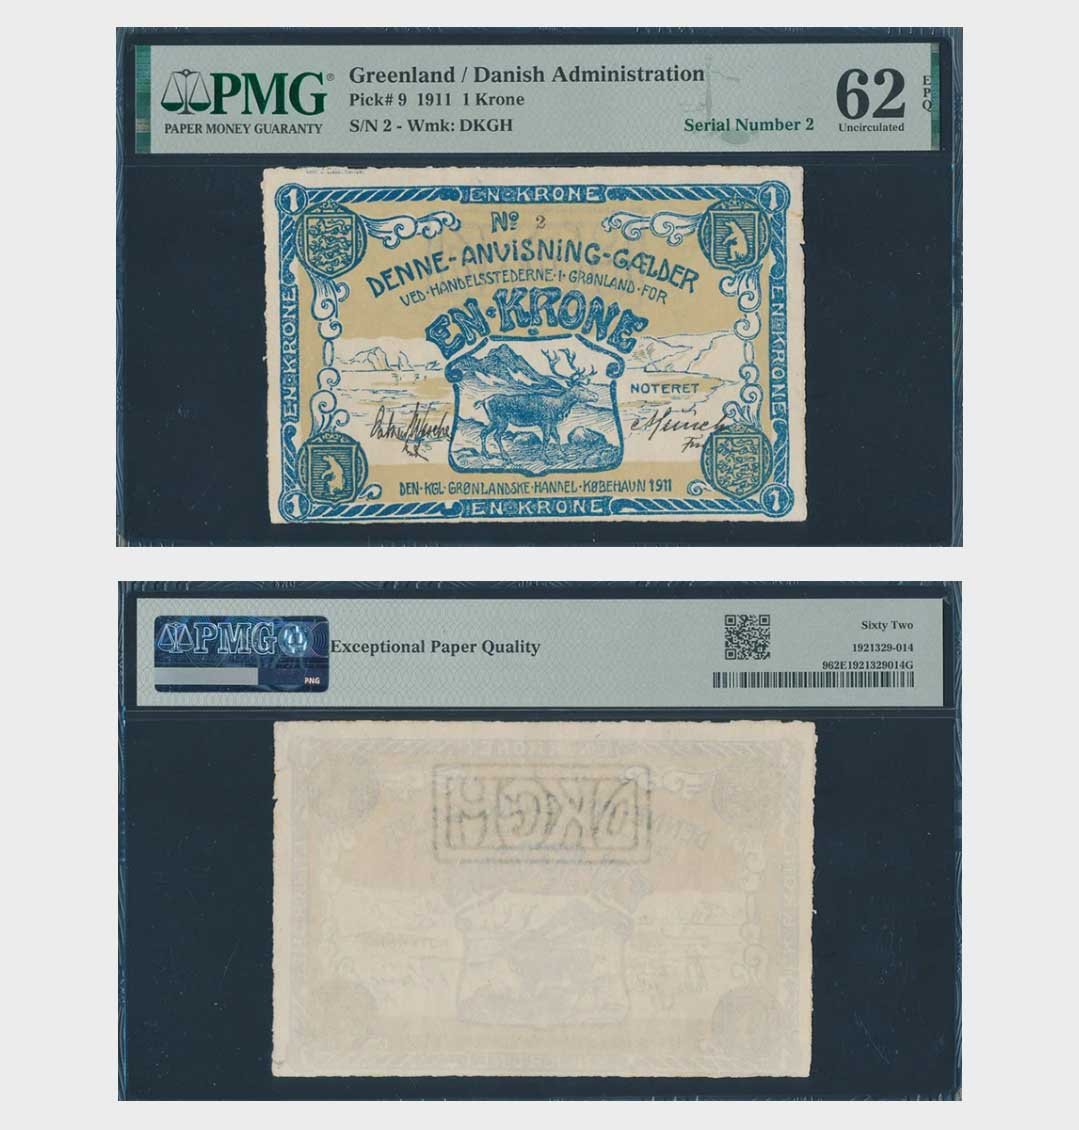 PMG®
PAPER MONEY GUARANTY
Greenland / Danish Administration
Pick# 9 1911 1 Krone
S/N 2 - Wmk: DKGH
Serial Number 2
62
Uncirculated
EPQ
1 EN·KRONE 1
Nº 2
DENNE-ANVISNING-GÆLDER
VED·HANDELSSTEDERNE·I·GRØNLAND·FOR
EN·KRONE
EN·KRONE
EN·KRONE
NOTERET
DEN·KGL·GRØNLANDSKE·HANDEL·KØBEHAVN 1911
1 EN KRONE 1
PMG
PMG
Exceptional Paper Quality
Sixty Two
1921329-014
962E1921329014G
DKGH